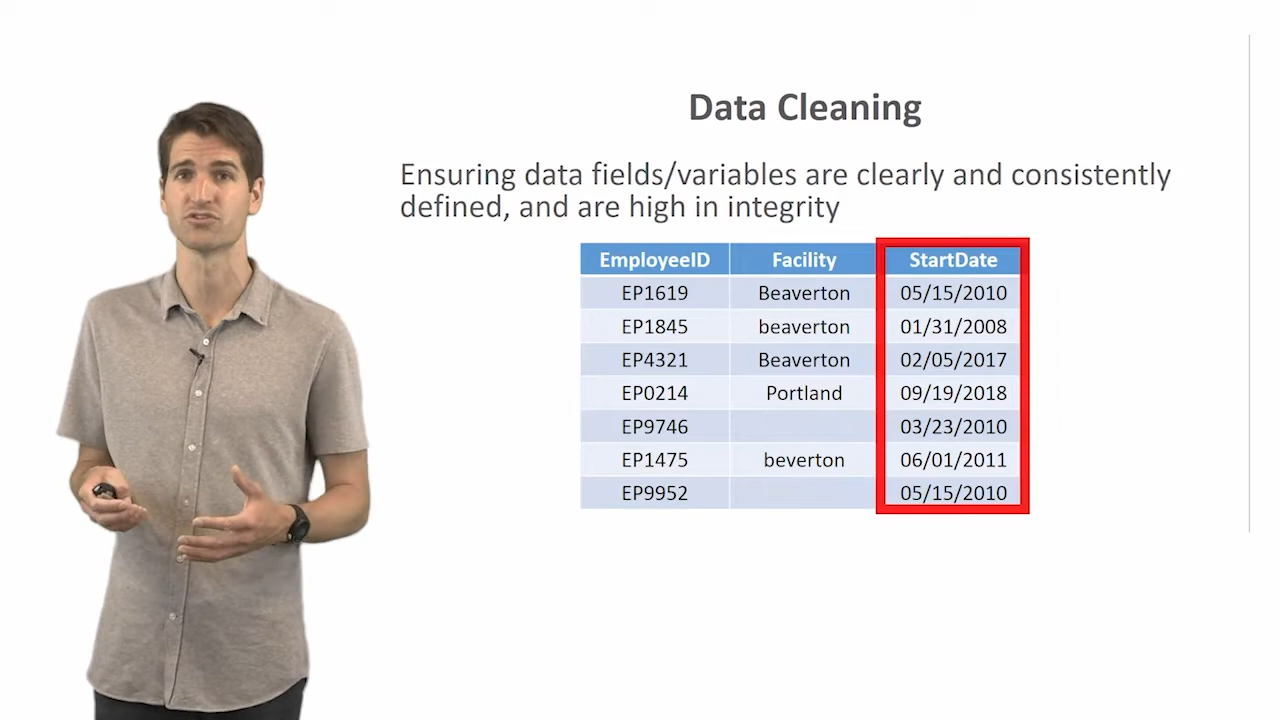 Data Cleaning
Ensuring data fields/variables are clearly and consistently
defined, and are high in integrity
EmployeeID Facility StartDate
EP1619 Beaverton 05/15/2010
EP1845 beaverton 01/31/2008
EP4321 Beaverton 02/05/2017
EP0214 Portland 09/19/2018
EP9746 03/23/2010
EP1475 beverton 06/01/2011
EP9952 05/15/2010